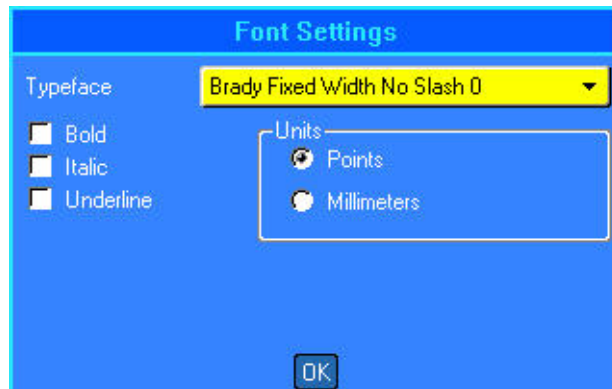 Font Settings
Typeface Brady Fixed Width No Slash 0
Bold
Italic
Underline
Units
Points
Millimeters
OK